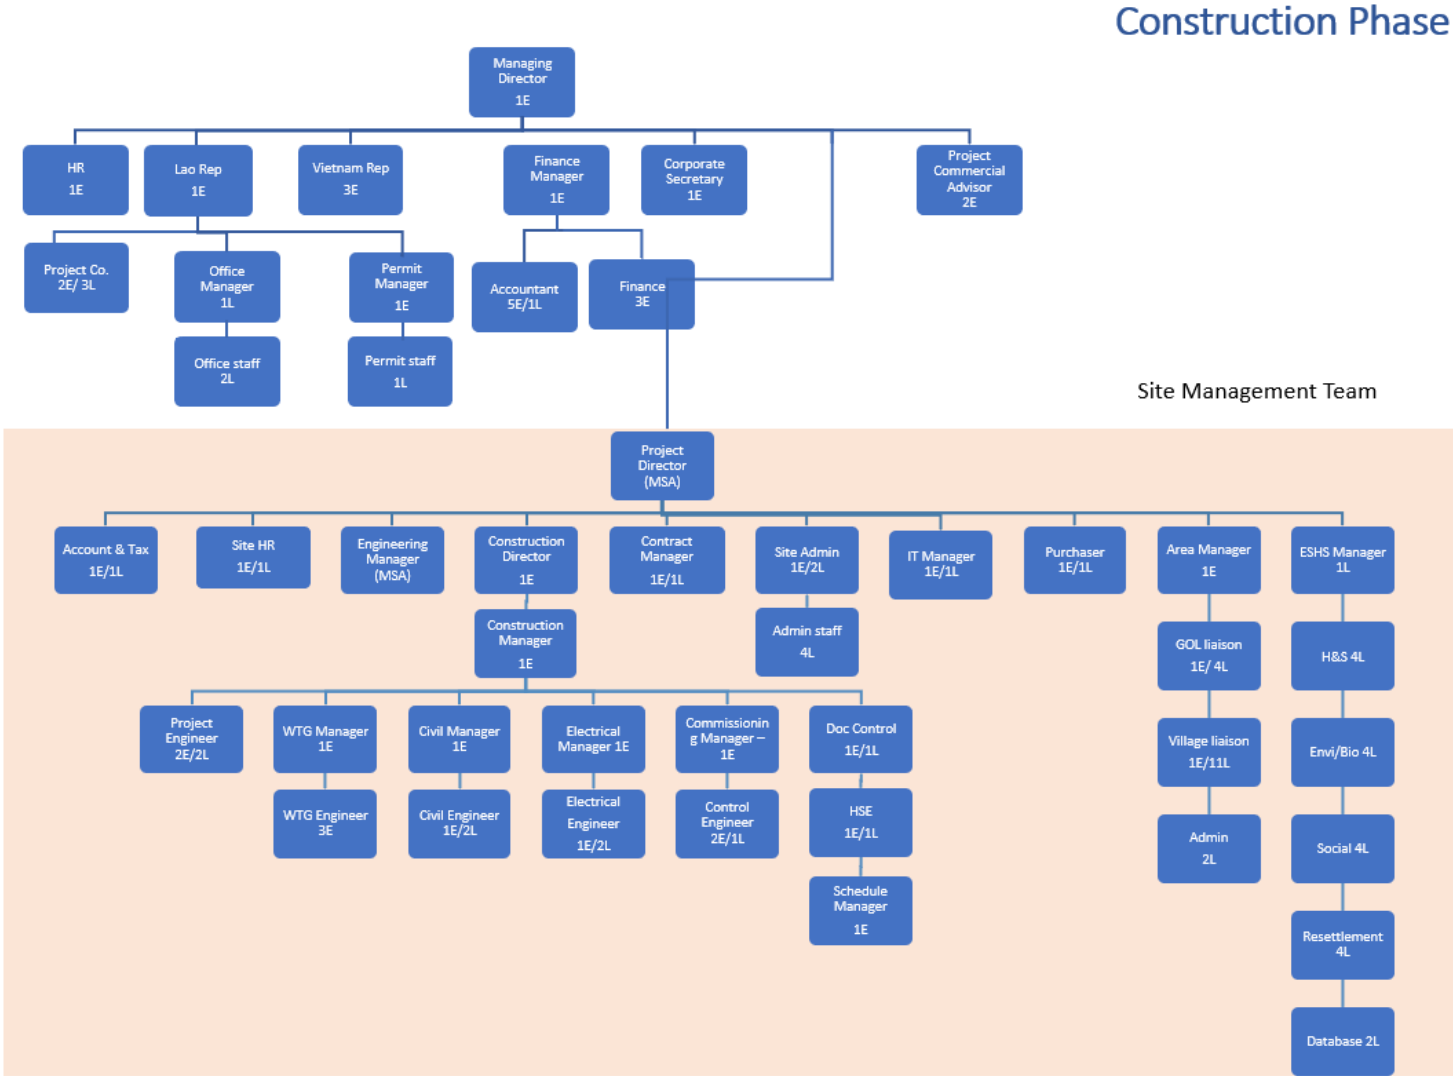 Construction Phase
Managing
Director
1E
HR
1E
Lao Rep
1E
Vietnam Rep
3E
Finance
Manager
1E
Corporate
Secretary
1E
Project
Commercial
Advisor
2E
Project Co.
2E/ 3L
Office
Manager
1L
Permit
Manager
1E
Accountant
5E/1L
Finance
3E
Office staff
2L
Permit staff
1L
Site Management Team
Project
Director
(MSA)
Account & Tax
1E/1L
Site HR
1E/1L
Engineering
Manager
(MSA)
Construction
Director
1E
Contract
Manager
1E/1L
Site Admin
1E/2L
IT Manager
1E/1L
Purchaser
1E/1L
Area Manager
1E
ESHS Manager
1L
Construction
Manager
1E
Admin staff
4L
GOL liaison
1E/ 4L
H&S 4L
Project
Engineer
2E/2L
WTG Manager
1E
Civil Manager
1E
Electrical
Manager 1E
Commissionin
g Manager –
1E
Doc Control
1E/1L
Village liaison
1E/11L
Envi/Bio 4L
WTG Engineer
3E
Civil Engineer
1E/2L
Electrical
Engineer
1E/2L
Control
Engineer
2E/1L
HSE
1E/1L
Admin
2L
Social 4L
Schedule
Manager
1E
Resettlement
4L
Database 2L